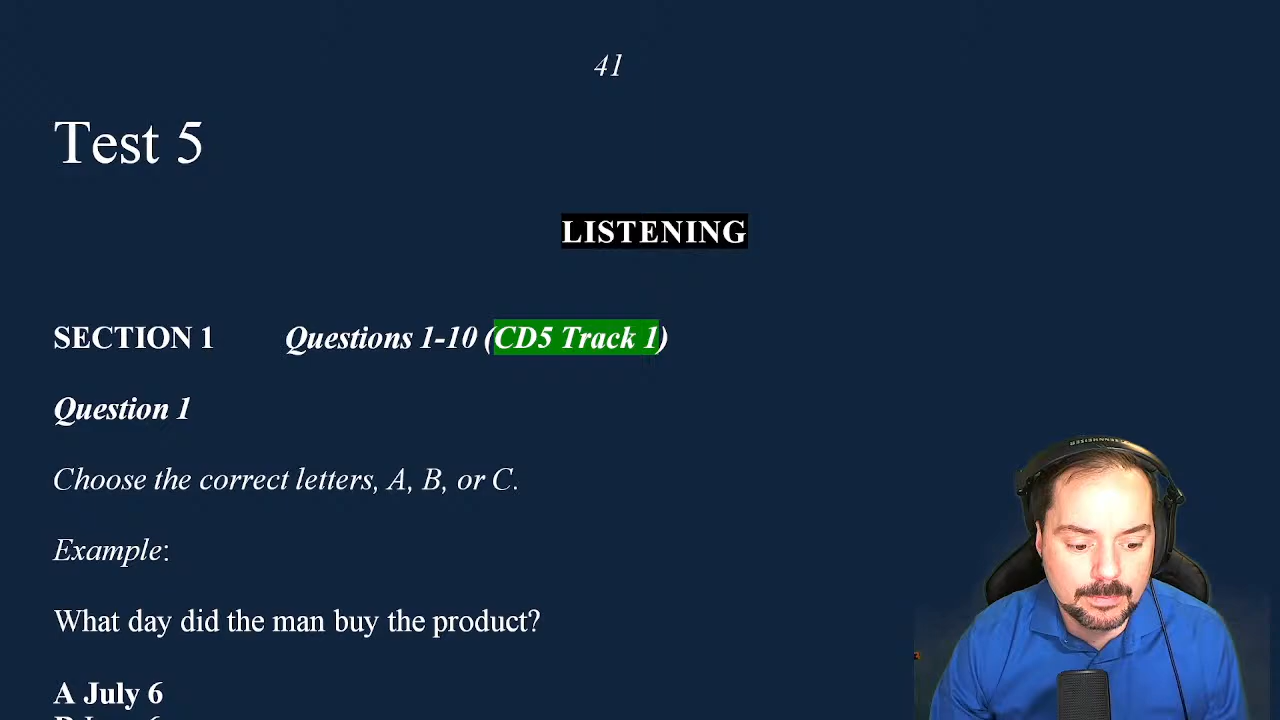 41
Test 5
LISTENING
SECTION 1 Questions 1-10 (CD5 Track 1)
Question 1
Choose the correct letters, A, B, or C.
Example:
What day did the man buy the product?
A July 6